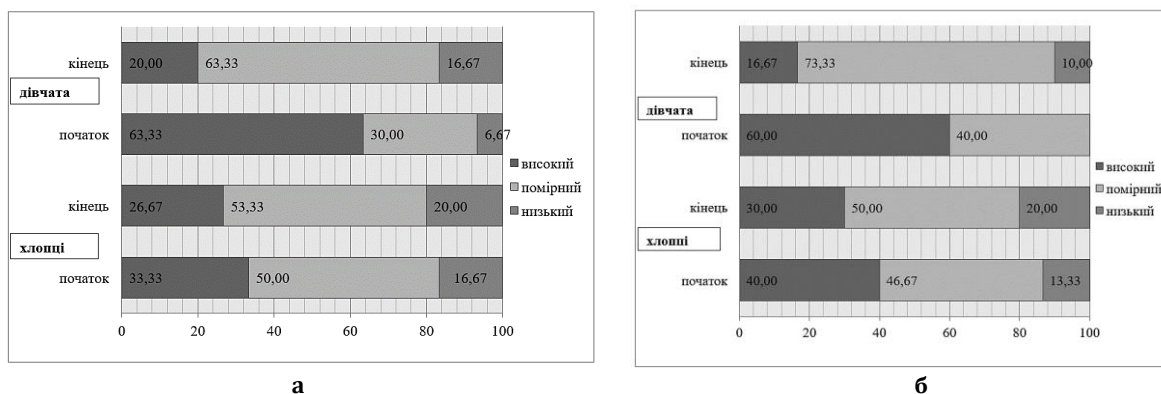 кінець
20,00 63,33 16,67
дівчата
початок
63,33 30,00 6,67
кінець
26,67 53,33 20,00
хлопці
початок
33,33 50,00 16,67
0 20 40 60 80 100
високий
помірний
низький
а
кінець
16,67 73,33 10,00
дівчата
початок
60,00 40,00
кінець
30,00 50,00 20,00
хлопці
початок
40,00 46,67 13,33
0 20 40 60 80 100
високий
помірний
низький
б